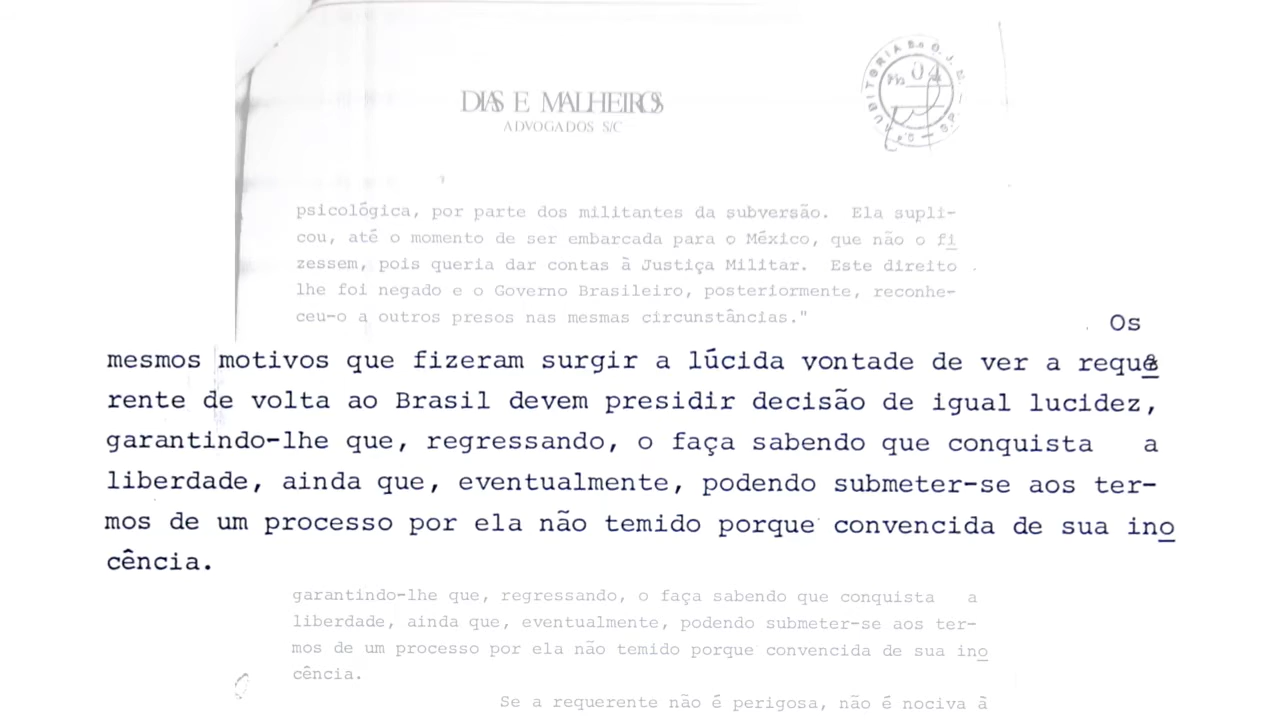 DIAS E MALHEIROS
ADVOGADOS S/C
AUDITORIA
psicológica, por parte dos militantes da subversão. Ela supli-
cou, até o momento de ser embarcada para o México, que não o fi
zessem, pois queria dar contas à Justiça Militar. Este direito
lhe foi negado e o Governo Brasileiro, posteriormente, reconhe-
ceu-o a outros presos nas mesmas circunstâncias."
Os
mesmos motivos que fizeram surgir a lúcida vontade de ver a reque
rente de volta ao Brasil devem presidir decisão de igual lucidez,
garantindo-lhe que, regressando, o faça sabendo que conquista a
liberdade, ainda que, eventualmente, podendo submeter-se aos ter-
mos de um processo por ela não temido porque convencida de sua ino
cência.
garantindo-lhe que, regressando, o faça sabendo que conquista a
liberdade, ainda que, eventualmente, podendo submeter-se aos ter-
mos de um processo por ela não temido porque convencida de sua ino
cência.
Se a requerente não é perigosa, não é nociva à